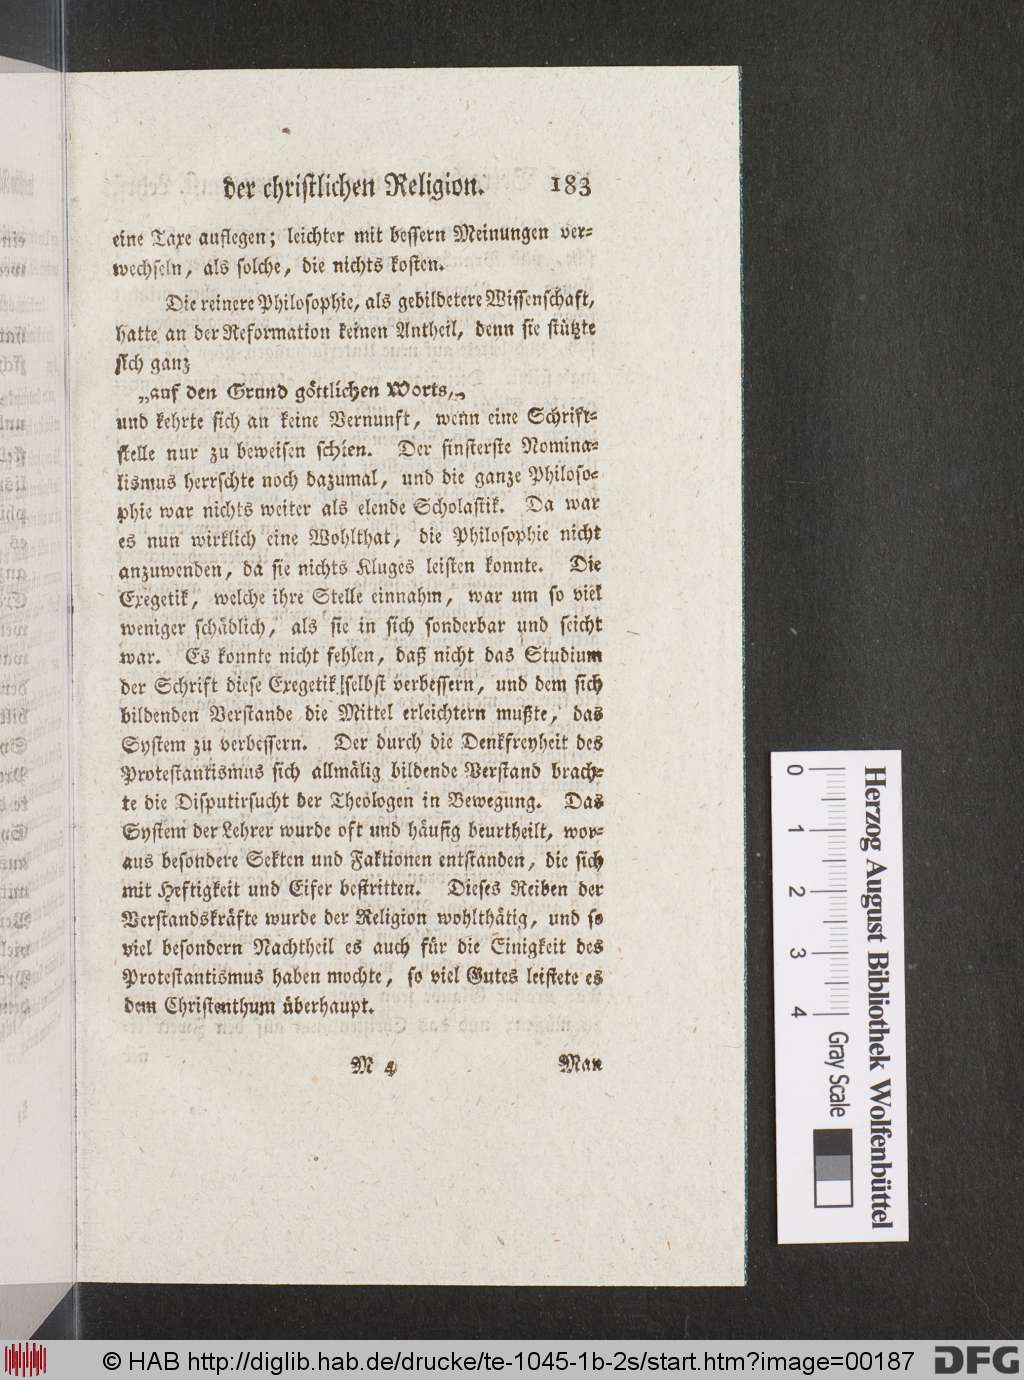 der christlichen Religion. 183
eine Taxe auflegen; leichter mit bessern Meinungen ver-
wechseln, als solche, die nichts kosten.
Die reinere Philosophie, als gebildetere Wissenschaft,
hatte an der Reformation keinen Antheil, denn sie stützte
sich ganz
„auf den Grund göttlichen Worts,„
und kehrte sich an keine Vernunft, wenn eine Schrift-
stelle nur zu beweisen schien. Der finsterste Nomina-
lismus herrschte noch dazumal, und die ganze Philoso-
phie war nichts weiter als elende Scholastik. Da war
es nun wirklich eine Wohlthat, die Philosophie nicht
anzuwenden, da sie nichts Kluges leisten konnte. Die
Exegetik, welche ihre Stelle einnahm, war um so viel
weniger schädlich, als sie in sich sonderbar und seicht
war. Es konnte nicht fehlen, daß nicht das Studium
der Schrift diese Exegetik selbst verbessern, und dem sich
bildenden Verstande die Mittel erleichtern mußte, das
System zu verbessern. Der durch die Denkfreyheit des
Protestantismus sich allmälig bildende Verstand brach-
te die Disputirsucht der Theologen in Bewegung. Das
System der Lehrer wurde oft und häufig beurtheilt, wor-
aus besondere Sekten und Faktionen entstanden, die sich
mit Heftigkeit und Eifer bestritten. Dieses Reiben der
Verstandskräfte wurde der Religion wohlthätig, und so
viel besondern Nachtheil es auch für die Einigkeit des
Protestantismus haben mochte, so viel Gutes leistete es
dem Christenthum überhaupt.
M 4 Man
0 1 2 3 4 Gray Scale
Herzog August Bibliothek Wolfenbüttel
© HAB http://diglib.hab.de/drucke/te-1045-1b-2s/start.htm?image=00187 DFG